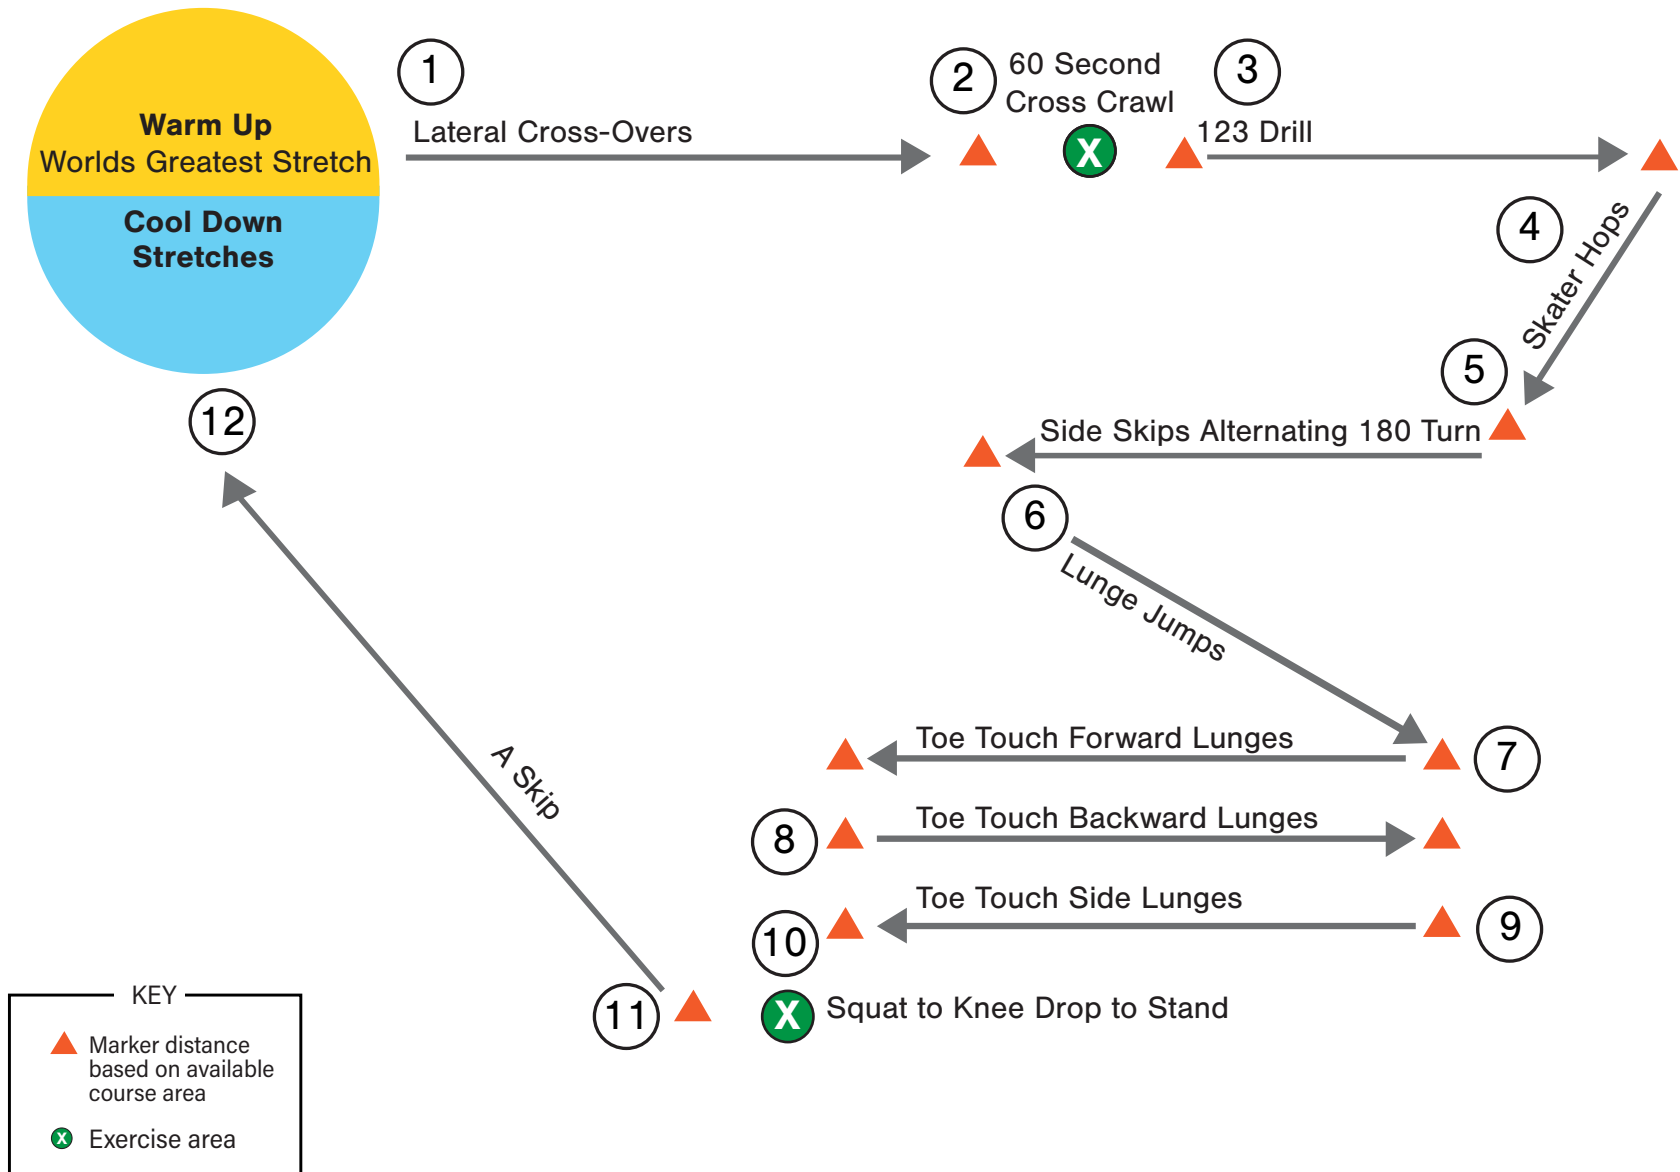 Warm Up
Worlds Greatest Stretch
Cool Down
Stretches
1
Lateral Cross-Overs
2
60 Second
Cross Crawl
X
3
123 Drill
4
Skater Hops
5
Side Skips Alternating 180 Turn
6
Lunge Jumps
7
Toe Touch Forward Lunges
8
Toe Touch Backward Lunges
9
Toe Touch Side Lunges
10
X
Squat to Knee Drop to Stand
11
A Skip
12
KEY
Marker distance
based on available
course area
X
Exercise area